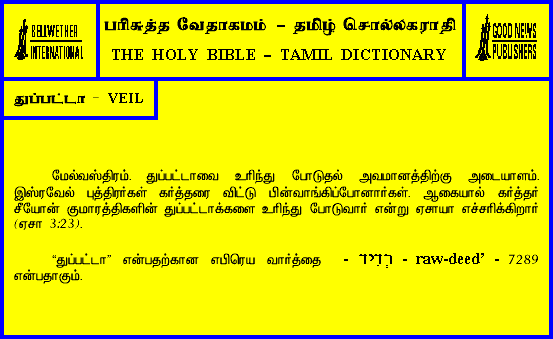 BELLWETHER
INTERNATIONAL
பரிசுத்த வேதாகமம் – தமிழ் சொல்லகராதி
THE HOLY BIBLE – TAMIL DICTIONARY
GOOD NEWS
PUBLISHERS
துப்பட்டா - VEIL
மேல்வஸ்திரம். துப்பட்டாவை உரிந்து போடுதல் அவமானத்திற்கு அடையாளம்.
இஸ்ரவேல் புத்திரர்கள் கர்த்தரை விட்டு பின்வாங்கிப்போனார்கள். ஆகையால் கர்த்தர்
சீயோன் குமாரத்திகளின் துப்பட்டாக்களை உரிந்து போடுவார் என்று ஏசாயா எச்சரிக்கிறார்
(ஏசா 3:23).
“துப்பட்டா” என்பதற்கான எபிரெய வார்த்தை - רְדִיד - raw-deed’ - 7289
என்பதாகும்.